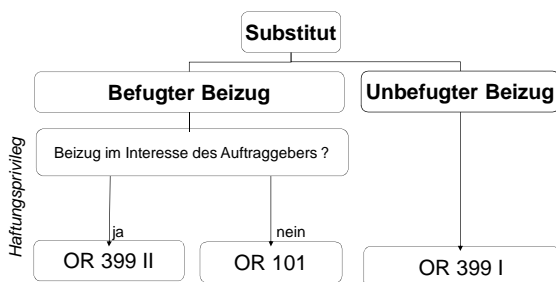 Substitut
Befugter Beizug
Unbefugter Beizug
Haftungsprivileg
Beizug im Interesse des Auftraggebers ?
ja
nein
OR 399 II
OR 101
OR 399 I